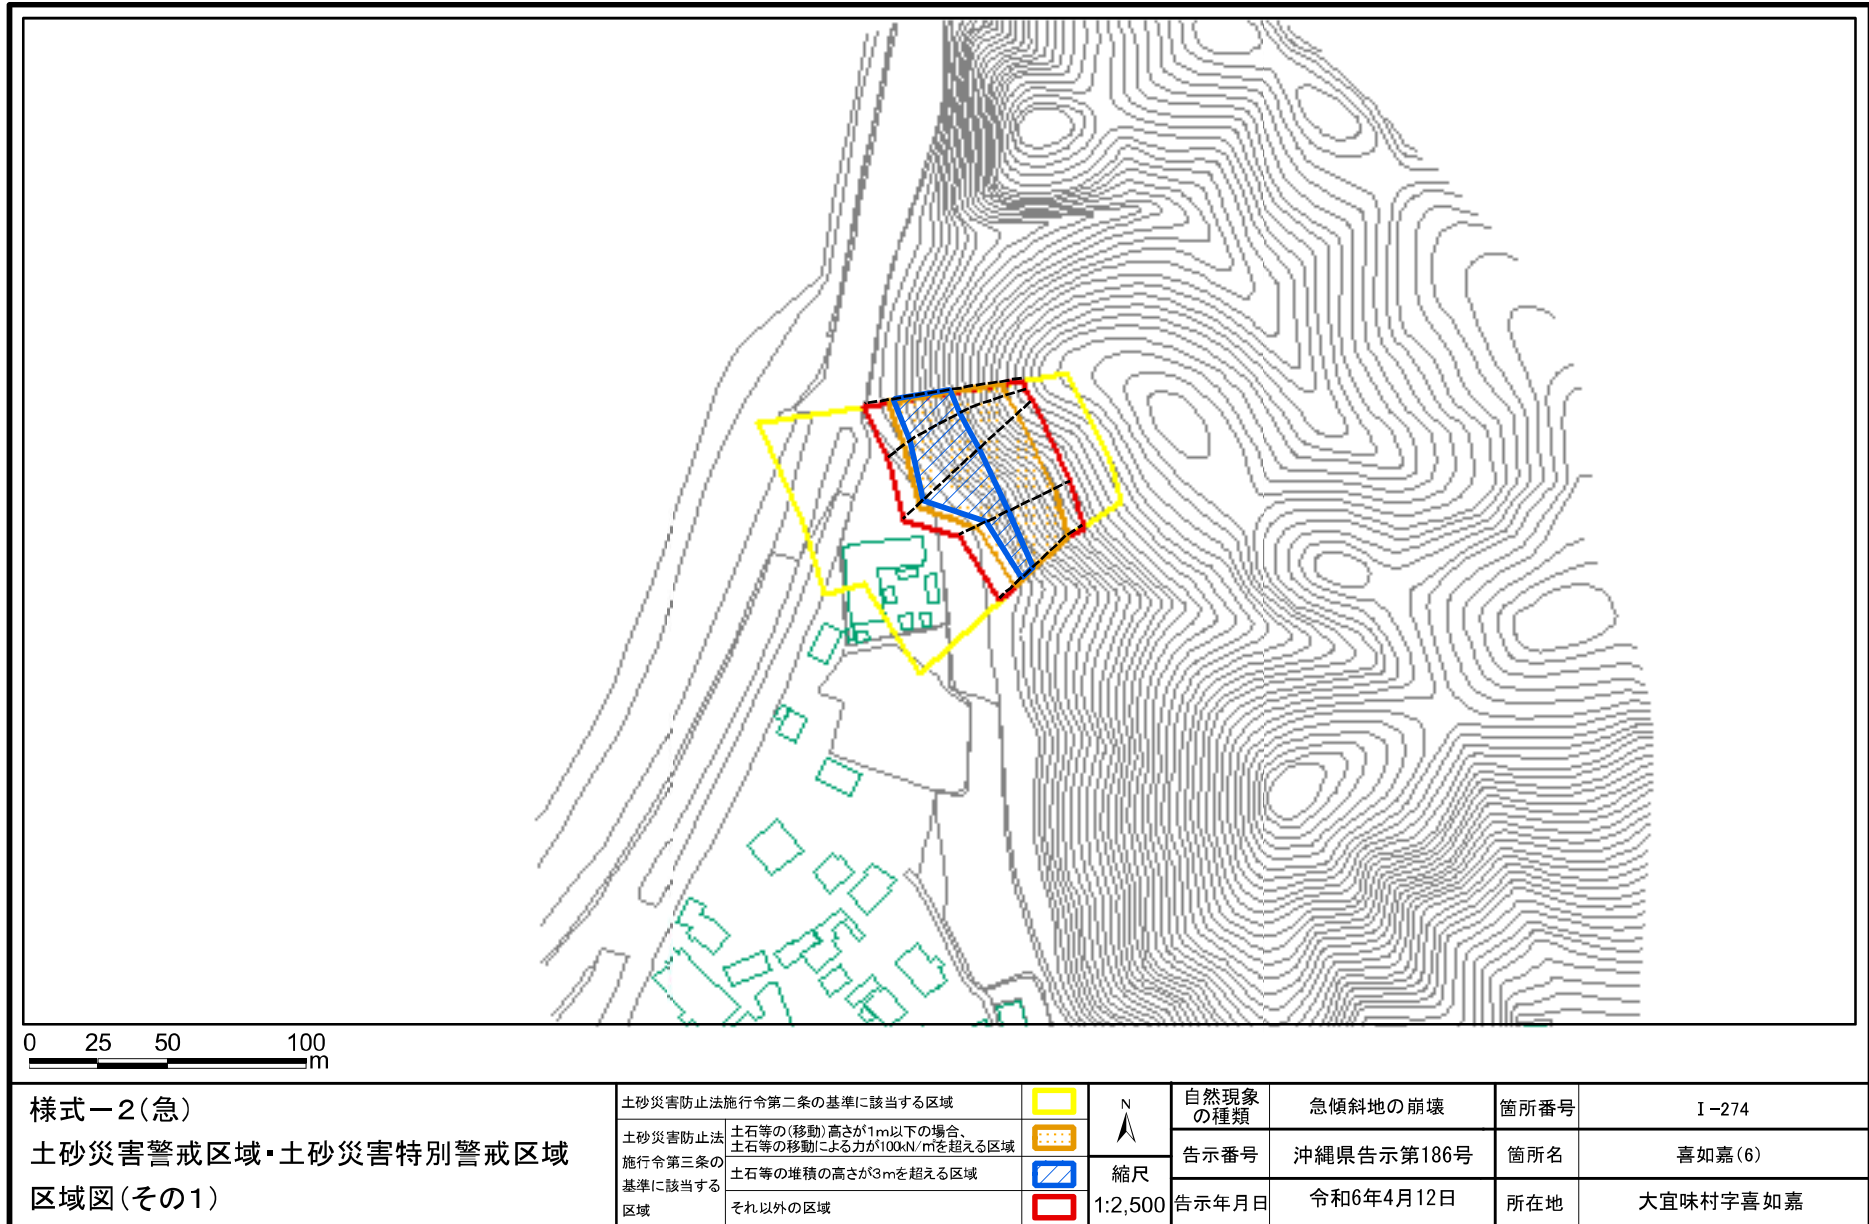 0 25 50 100
m
様式－2(急)
土砂災害警戒区域・土砂災害特別警戒区域
区域図(その1)
土砂災害防止法施行令第二条の基準に該当する区域
土砂災害防止法
施行令第三条の
基準に該当する
区域
土石等の(移動)高さが1m以下の場合、
土石等の移動による力が100kN/㎡を超える区域
土石等の堆積の高さが3mを超える区域
それ以外の区域
N
縮尺
1:2,500
自然現象
の種類
急傾斜地の崩壊
箇所番号
I-274
告示番号
沖縄県告示第186号
箇所名
喜如嘉(6)
告示年月日
令和6年4月12日
所在地
大宜味村字喜如嘉